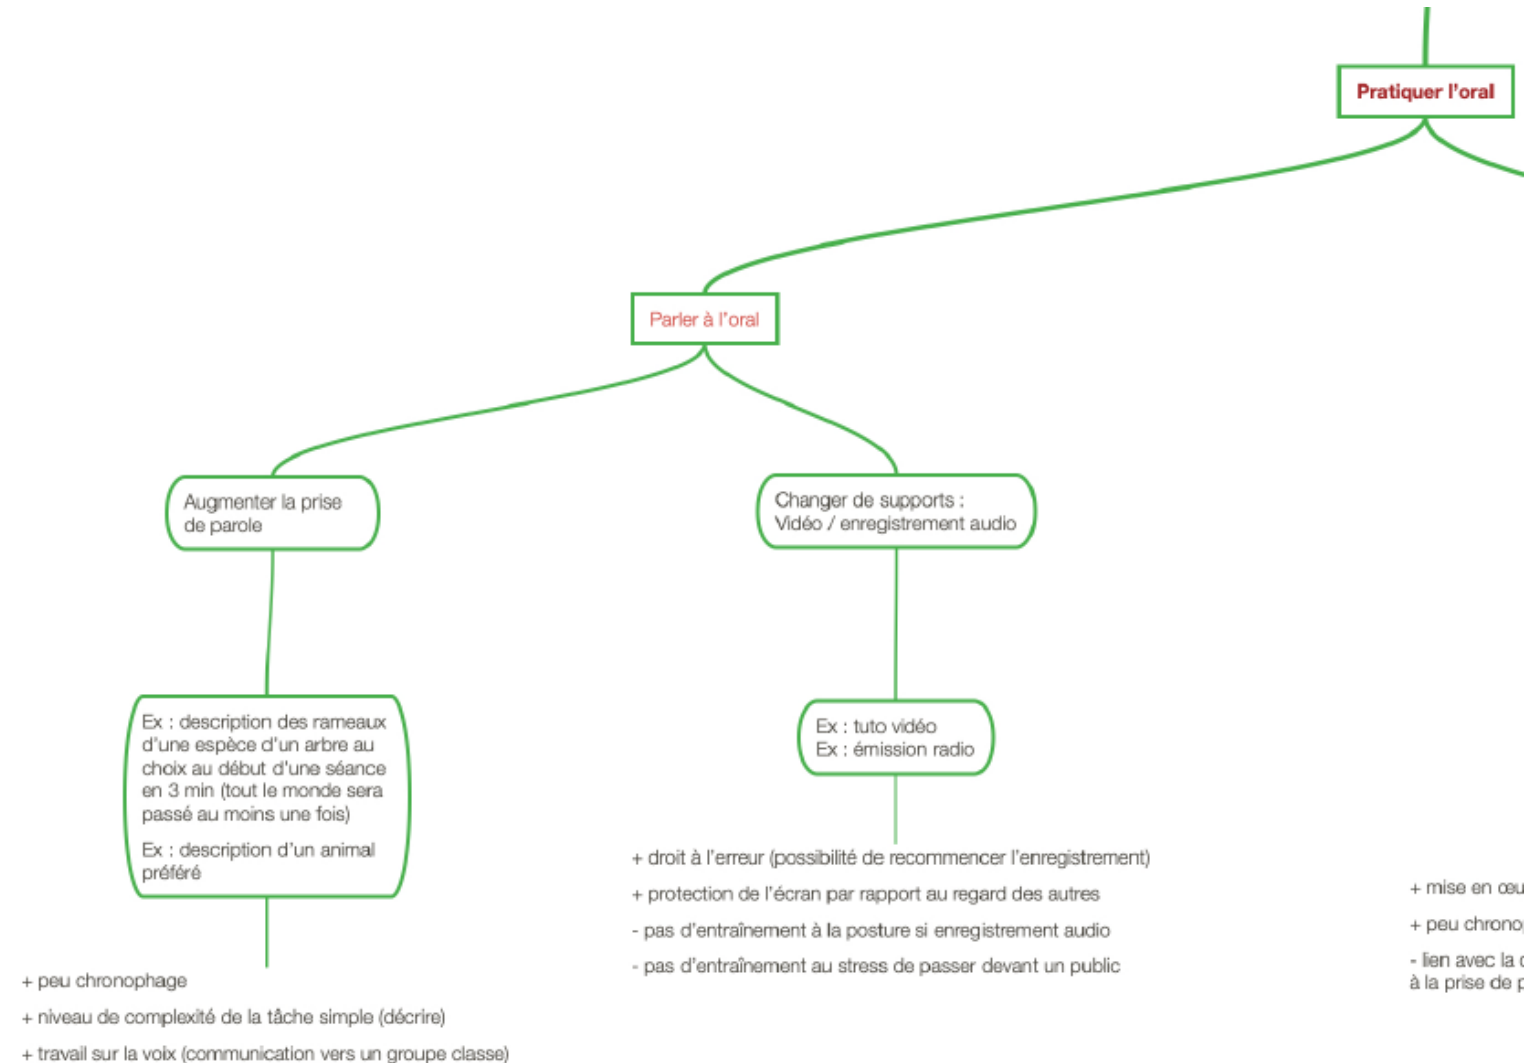 Pratiquer l'oral
Parler à l'oral
Augmenter la prise
de parole
Changer de supports :
Vidéo / enregistrement audio
Ex : description des rameaux
d'une espèce d'un arbre au
choix au début d'une séance
en 3 min (tout le monde sera
passé au moins une fois)
Ex : description d'un animal
préféré
Ex : tuto vidéo
Ex : émission radio
+ peu chronophage
+ niveau de complexité de la tâche simple (décrire)
+ travail sur la voix (communication vers un groupe classe)
+ droit à l'erreur (possibilité de recommencer l'enregistrement)
+ protection de l'écran par rapport au regard des autres
- pas d'entraînement à la posture si enregistrement audio
- pas d'entraînement au stress de passer devant un public
+ mise en
+ peu
- lien avec la
à la prise de